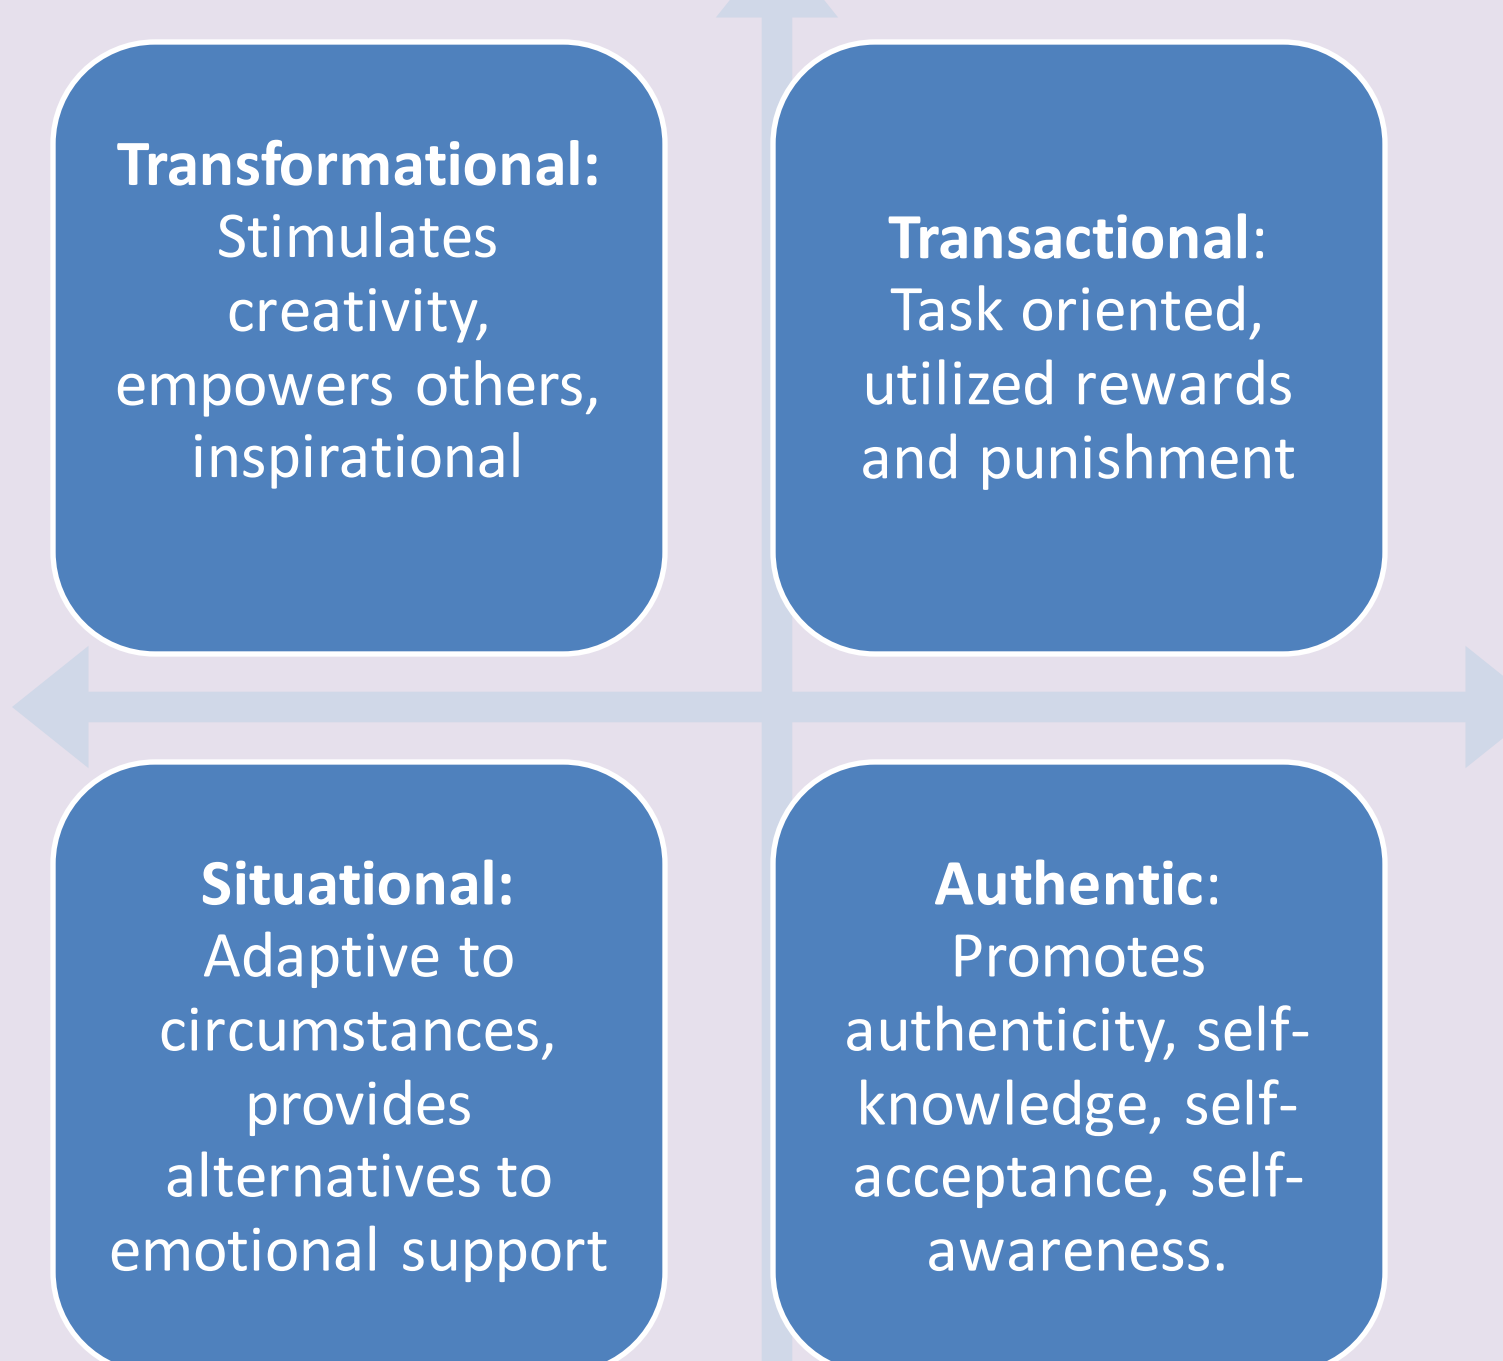 Transformational:
Stimulates
creativity,
empowers others,
inspirational
Transactional:
Task oriented,
utilized rewards
and punishment
Situational:
Adaptive to
circumstances,
provides
alternatives to
emotional support
Authentic:
Promotes
authenticity, self-
knowledge, self-
acceptance, self-
awareness.